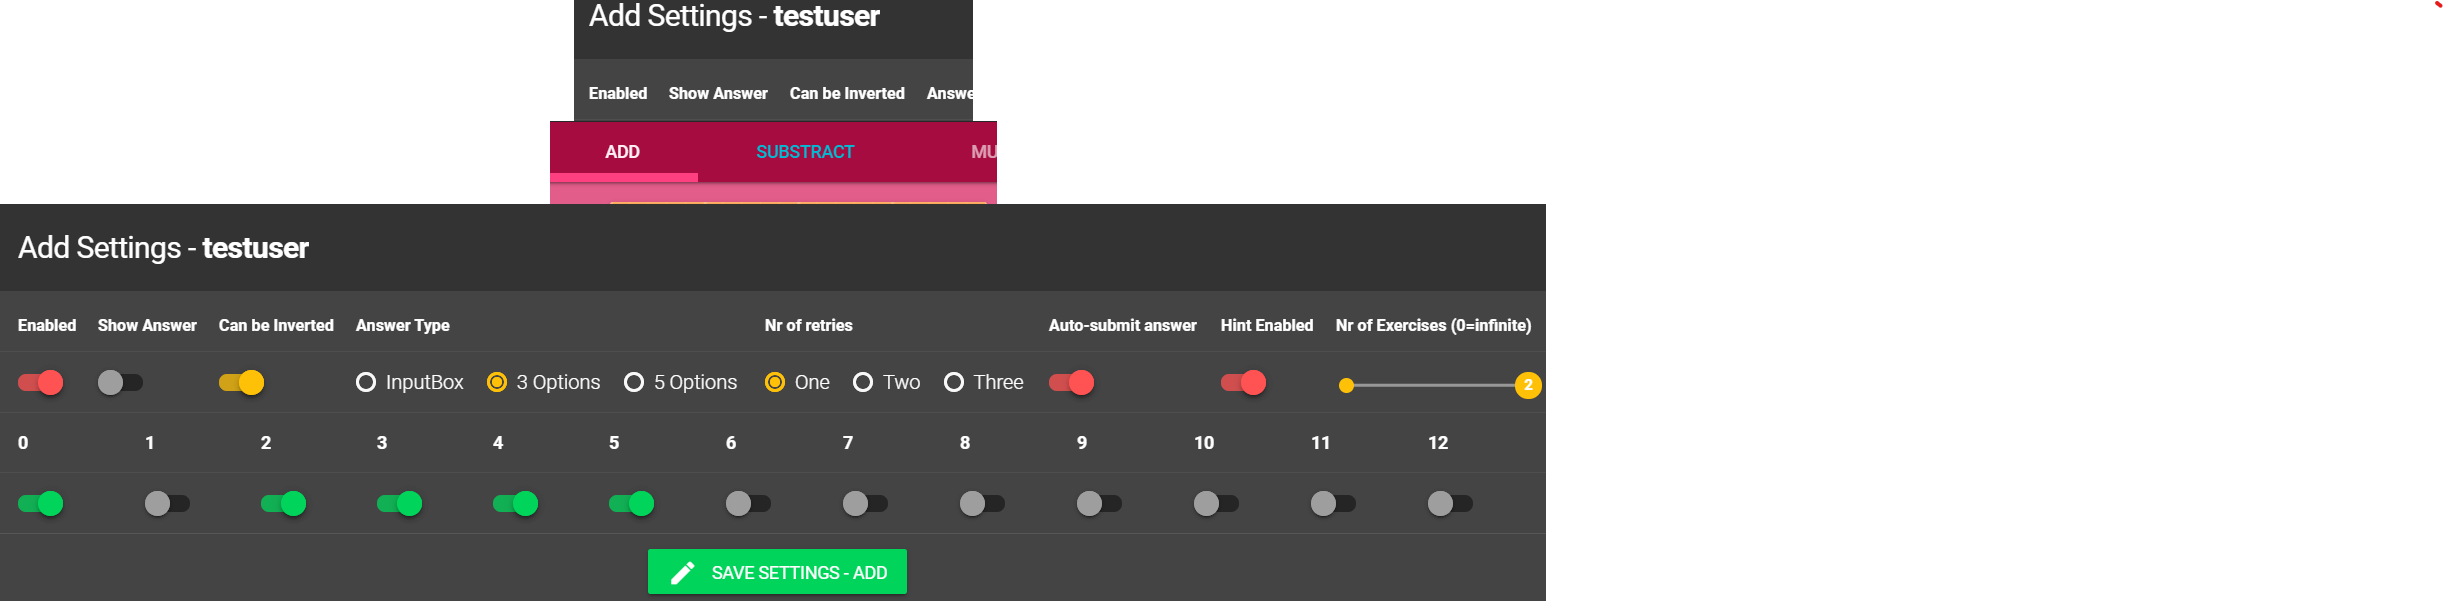 Add Settings - testuser
Enabled Show Answer Can be Inverted Answe
ADD SUBSTRACT MU
Add Settings - testuser
Enabled Show Answer Can be Inverted Answer Type Nr of retries Auto-submit answer Hint Enabled Nr of Exercises (0=infinite)
InputBox 3 Options 5 Options One Two Three 2
0 1 2 3 4 5 6 7 8 9 10 11 12
SAVE SETTINGS - ADD